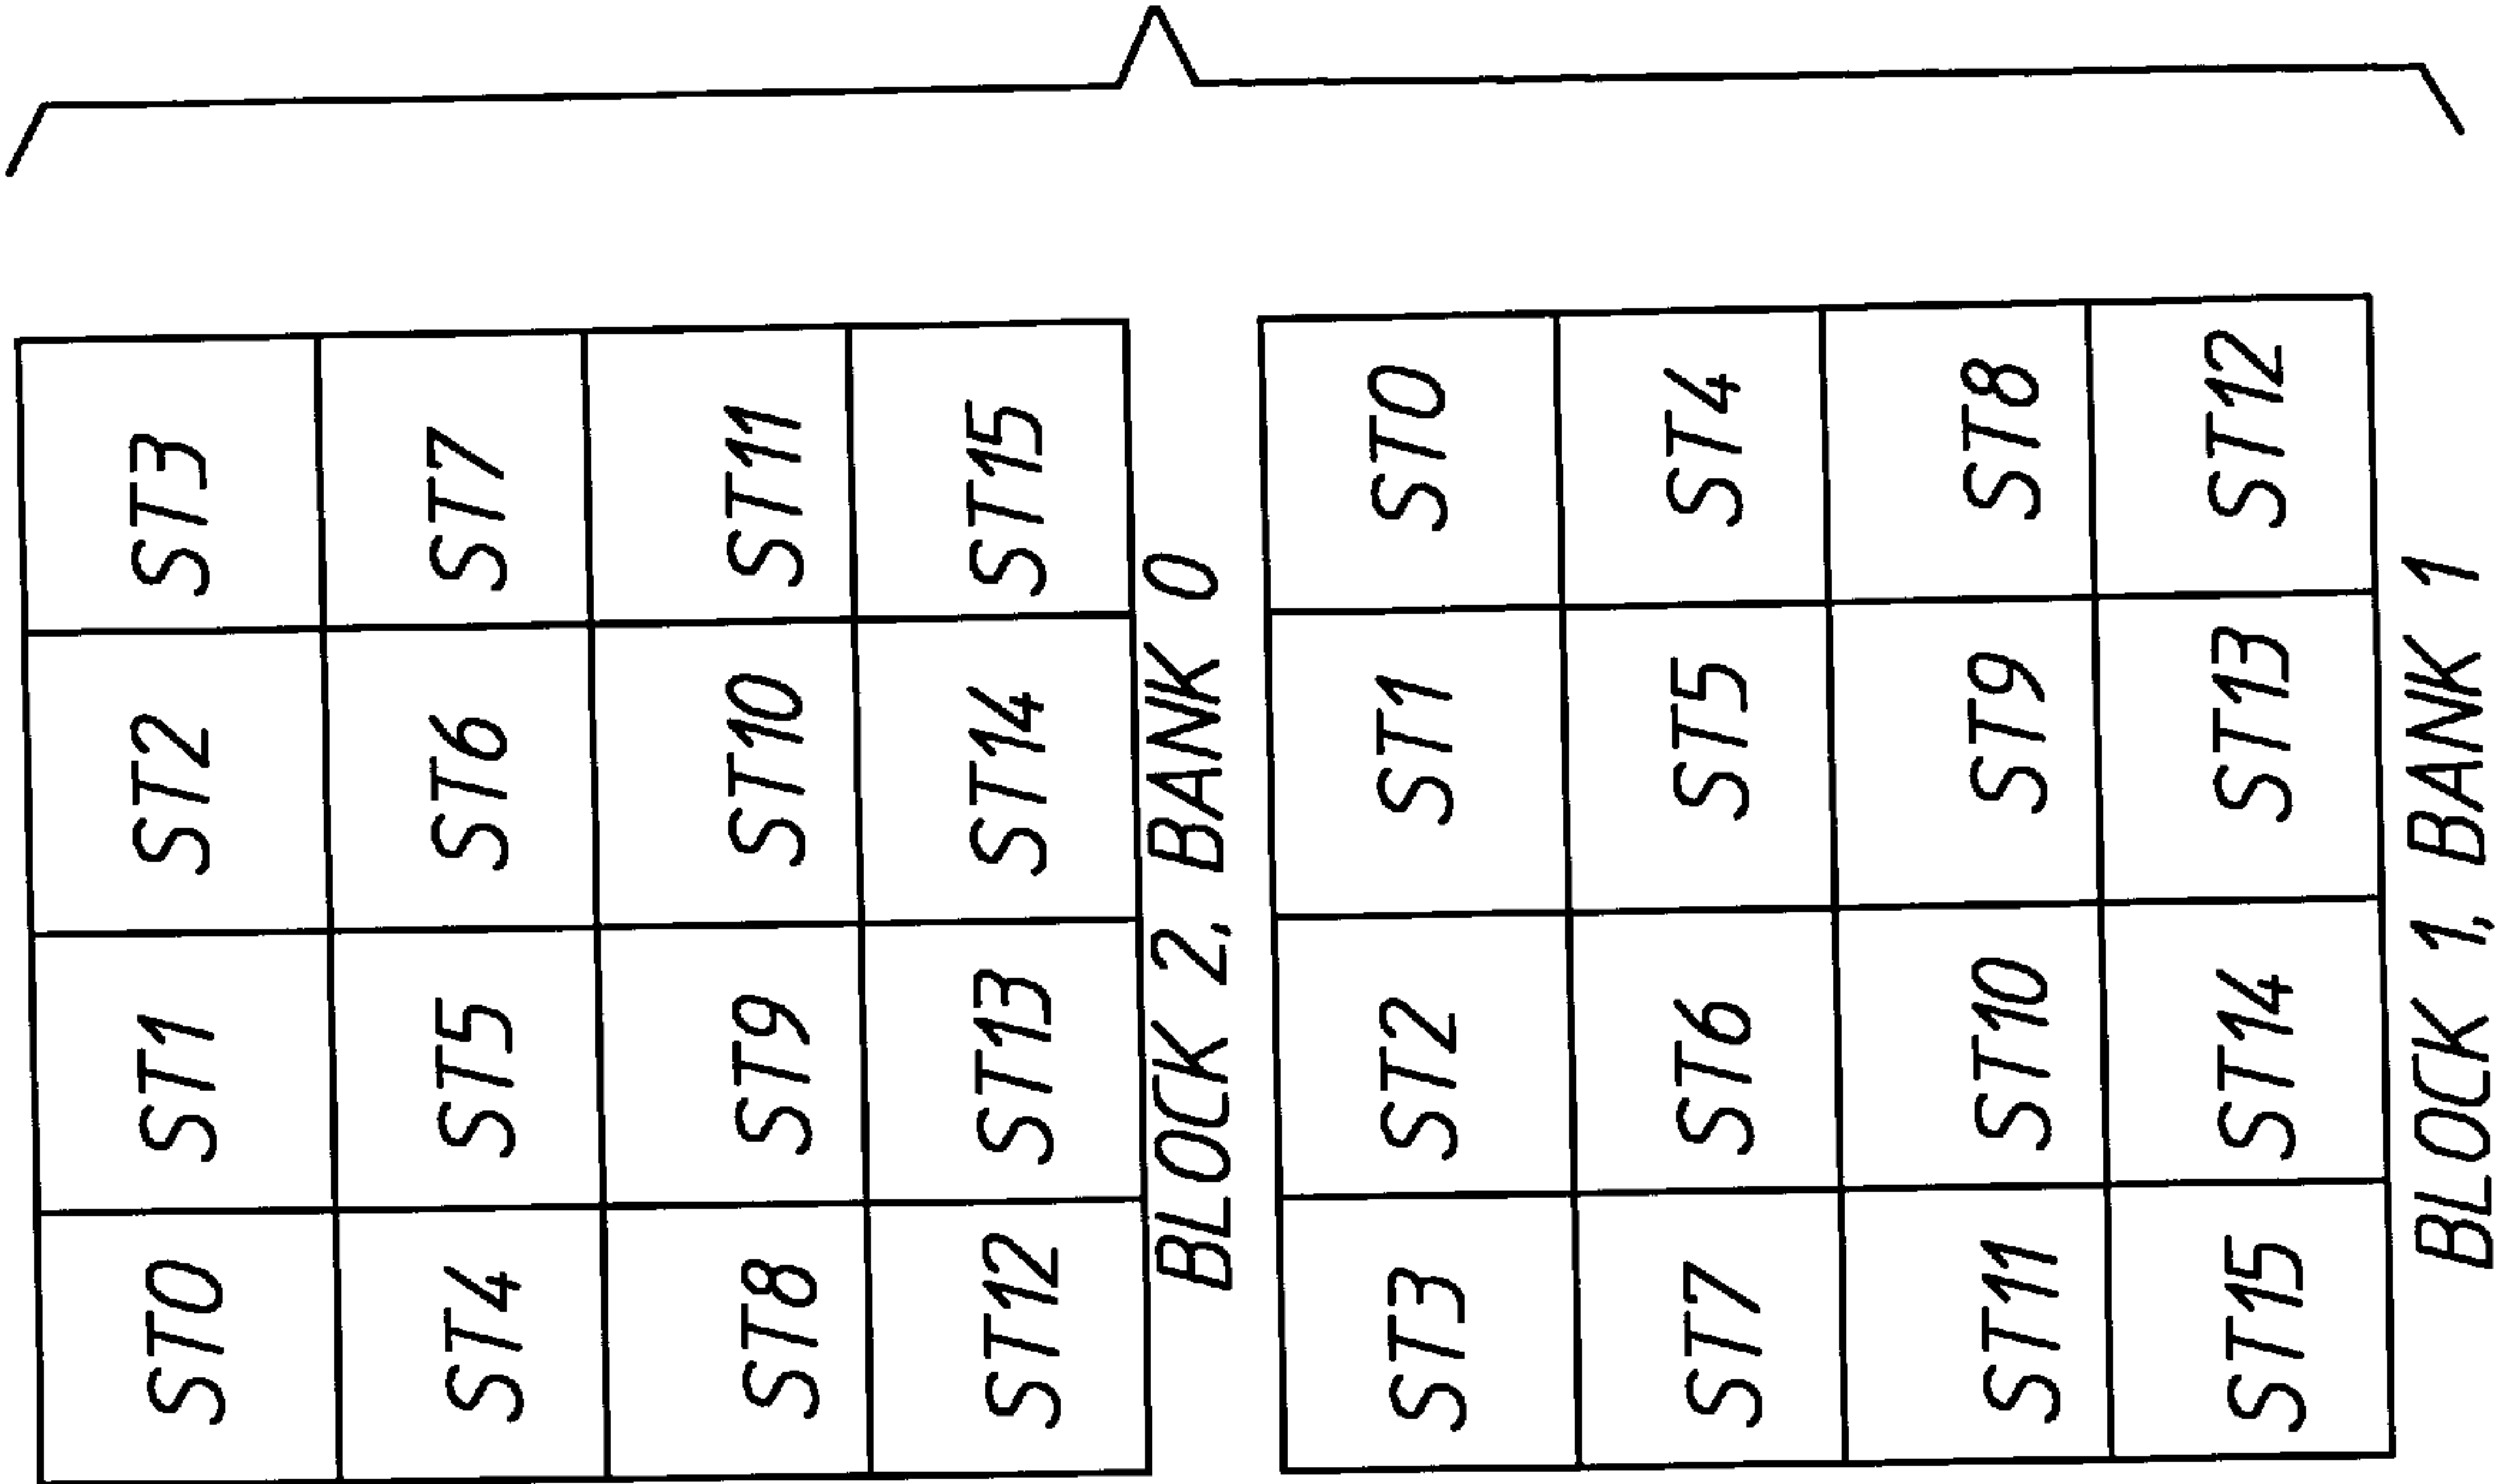 ST0 ST1 ST2 ST3
ST4 ST5 ST6 ST7
ST8 ST9 ST10 ST11
ST12 ST13 ST14 ST15
BLOCK 2, BANK 0
ST3 ST2 ST1 ST0
ST7 ST6 ST5 ST4
ST11 ST10 ST9 ST8
ST15 ST14 ST13 ST12
BLOCK 1, BANK 1